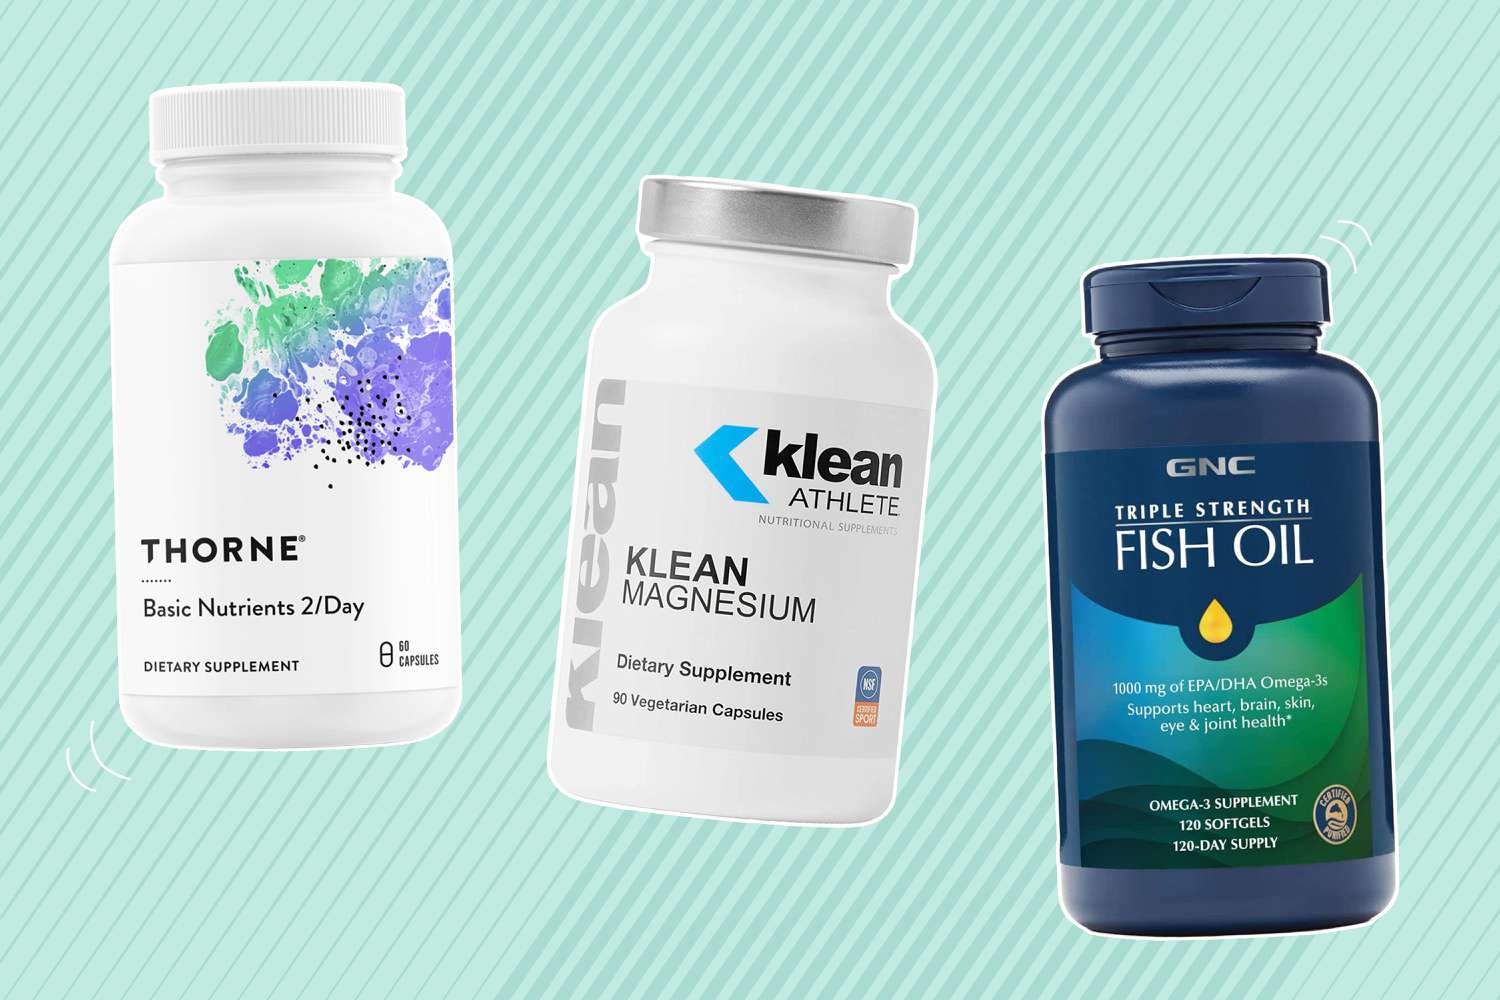 THORNE®
Basic Nutrients 2/Day
DIETARY SUPPLEMENT
60
CAPSULES
klean
klean
ATHLETE
NUTRITIONAL SUPPLEMENTS
KLEAN
MAGNESIUM
Dietary Supplement
90 Vegetarian Capsules
NSF
CERTIFIED
SPORT
GNC
TRIPLE STRENGTH
FISH OIL
1000 mg of EPA/DHA Omega-3s
Supports heart, brain, skin,
eye & joint health*
OMEGA-3 SUPPLEMENT
120 SOFTGELS
120-DAY SUPPLY
CERTIFIED
PURIFIED